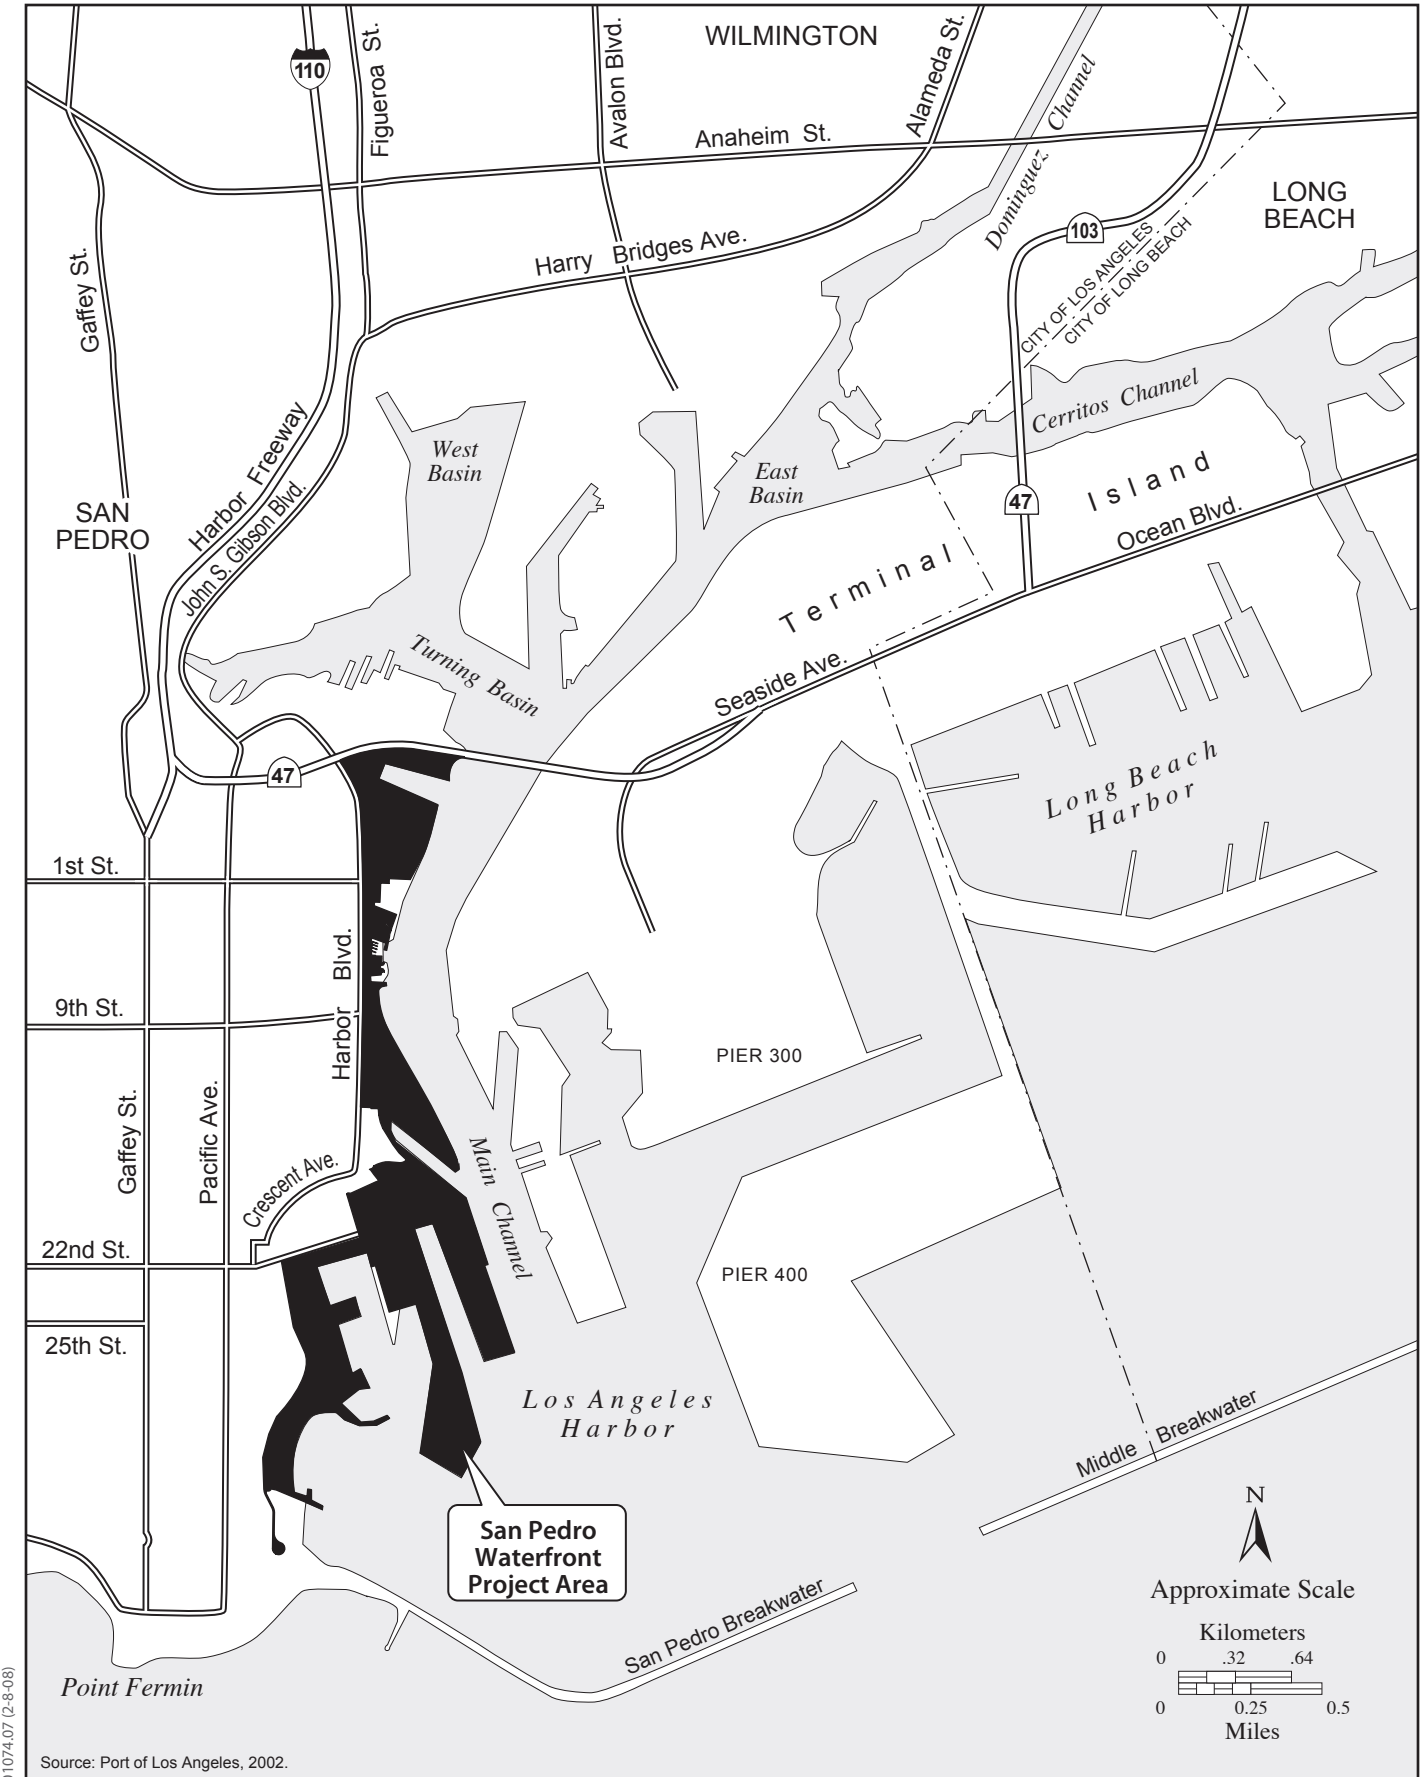 WILMINGTON
110
Figueroa St.
Avalon Blvd.
Alameda St.
Dominguez Channel
Anaheim St.
LONG
BEACH
103
Gaffey St.
Harry Bridges Ave.
CITY OF LOS ANGELES
CITY OF LONG BEACH
Cerritos Channel
West
Basin
East
Basin
Harbor Freeway
John S. Gibson Blvd.
SAN
PEDRO
47
Terminal Island
Ocean Blvd.
Turning Basin
Seaside Ave.
47
Long Beach
Harbor
1st St.
Harbor Blvd.
9th St.
PIER 300
Gaffey St.
Pacific Ave.
Crescent Ave.
Main Channel
22nd St.
PIER 400
25th St.
Los Angeles
Harbor
Middle Breakwater
San Pedro
Waterfront
Project Area
N
Approximate Scale
Kilometers
0 .32 .64
0 0.25 0.5
Miles
San Pedro Breakwater
Point Fermin
Source: Port of Los Angeles, 2002.
01074.07 (2-8-08)